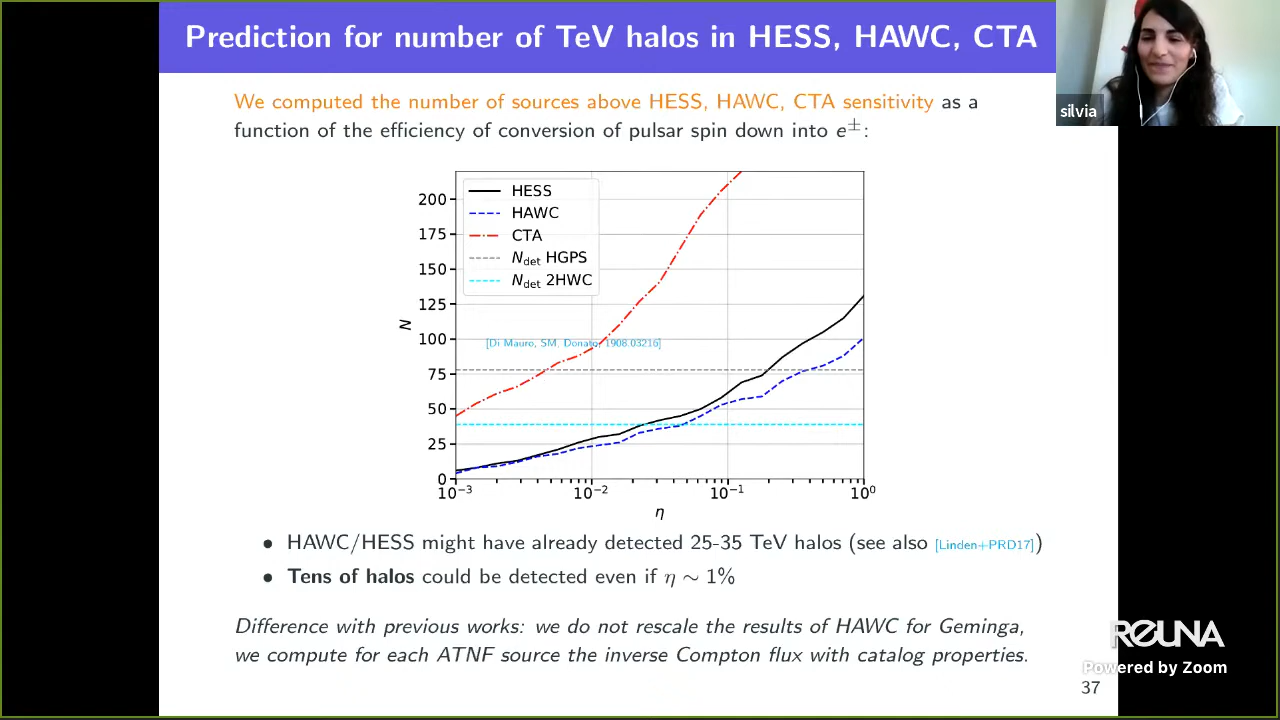 Prediction for number of TeV halos in HESS, HAWC, CTA
silvia
We computed the number of sources above HESS, HAWC, CTA sensitivity as a
function of the efficiency of conversion of pulsar spin down into e±:
HESS
HAWC
CTA
Ndet HGPS
Ndet 2HWC
200
175
150
125
100
75
50
25
0
N
[Di Mauro, SM, Donato, 1908.03216]
10⁻³
10⁻²
10⁻¹
10⁰
η
• HAWC/HESS might have already detected 25-35 TeV halos (see also [Linden+PRD17])
• Tens of halos could be detected even if η ∼ 1%
Difference with previous works: we do not rescale the results of HAWC for Geminga,
we compute for each ATNF source the inverse Compton flux with catalog properties.
REUNA
Powered by Zoom
37